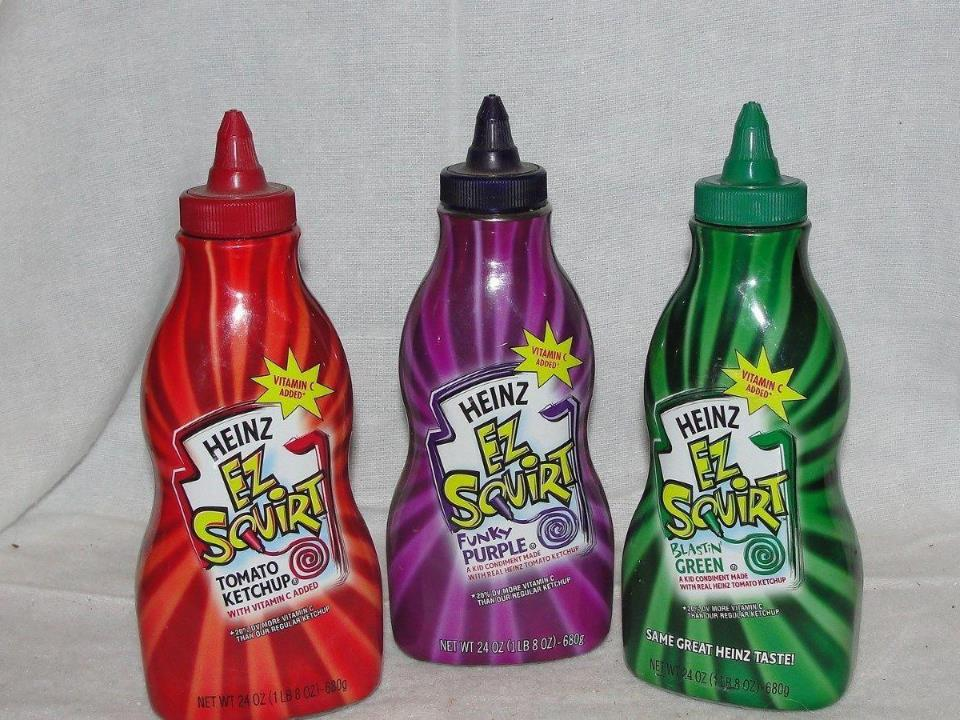 VITAMIN C
ADDED*
HEINZ
EZ
SQUIRT
TOMATO
KETCHUP
WITH VITAMIN C ADDED
*20% DV MORE VITAMIN C
THAN OUR REGULAR KETCHUP
NET WT 24 OZ (1 LB 8 OZ) - 680g
VITAMIN C
ADDED*
HEINZ
EZ
SQUIRT
FUNKY
PURPLE
A KID CONDIMENT MADE
WITH REAL HEINZ TOMATO KETCHUP
*20% DV MORE VITAMIN C
THAN OUR REGULAR KETCHUP
NET WT 24 OZ (1 LB 8 OZ) - 680g
VITAMIN C
ADDED*
HEINZ
EZ
SQUIRT
BLASTIN'
GREEN
A KID CONDIMENT MADE
WITH REAL HEINZ TOMATO KETCHUP
*20% DV MORE VITAMIN C
THAN OUR REGULAR KETCHUP
SAME GREAT HEINZ TASTE!
NET WT 24 OZ (1 LB 8 OZ) - 680g